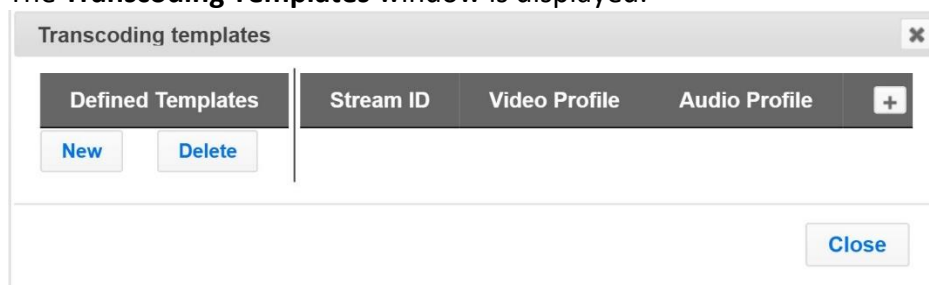 The Transcoding Templates window is displayed.
Transcoding templates
Defined Templates Stream ID Video Profile Audio Profile +
New Delete
Close